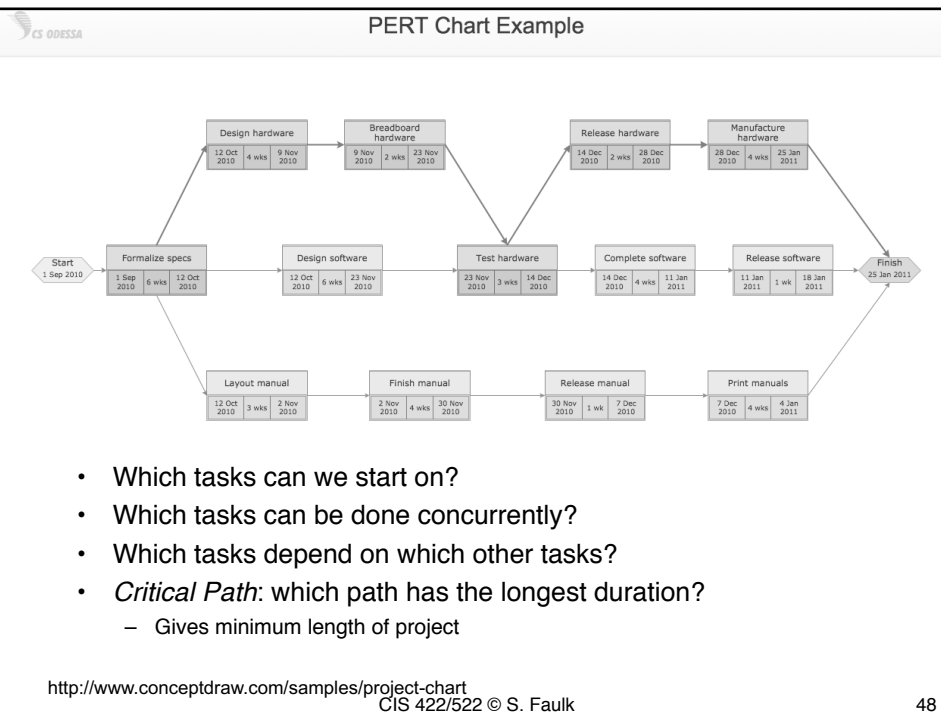 CS ODESSA
PERT Chart Example
Design hardware
12 Oct 2010 4 wks 9 Nov 2010
Breadboard hardware
9 Nov 2010 2 wks 23 Nov 2010
Release hardware
14 Dec 2010 2 wks 28 Dec 2010
Manufacture hardware
28 Dec 2010 4 wks 25 Jan 2011
Start
1 Sep 2010
Formalize specs
1 Sep 2010 6 wks 12 Oct 2010
Design software
12 Oct 2010 6 wks 23 Nov 2010
Test hardware
23 Nov 2010 3 wks 14 Dec 2010
Complete software
14 Dec 2010 4 wks 11 Jan 2011
Release software
11 Jan 2011 1 wk 18 Jan 2011
Finish
25 Jan 2011
Layout manual
12 Oct 2010 3 wks 2 Nov 2010
Finish manual
2 Nov 2010 4 wks 30 Nov 2010
Release manual
30 Nov 2010 1 wk 7 Dec 2010
Print manuals
7 Dec 2010 4 wks 4 Jan 2011
• Which tasks can we start on?
• Which tasks can be done concurrently?
• Which tasks depend on which other tasks?
• Critical Path: which path has the longest duration?
– Gives minimum length of project
http://www.conceptdraw.com/samples/project-chart
CIS 422/522 © S. Faulk
48